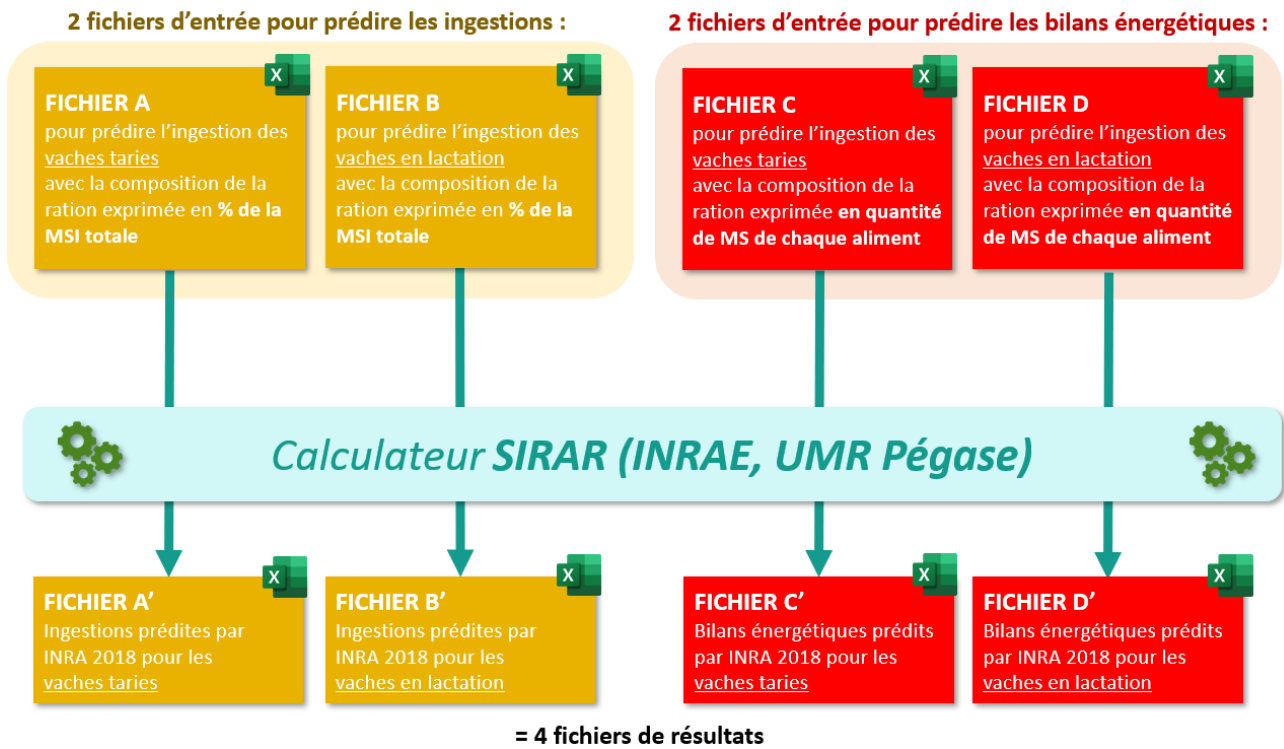 2 fichiers d'entrée pour prédire les ingestions :
2 fichiers d'entrée pour prédire les bilans énergétiques :
X
FICHIER A
pour prédire l'ingestion des
vaches taries
avec la composition de la
ration exprimée en % de la
MSI totale
X
FICHIER B
pour prédire l'ingestion des
vaches en lactation
avec la composition de la
ration exprimée en % de la
MSI totale
X
FICHIER C
pour prédire l'ingestion des
vaches taries
avec la composition de la
ration exprimée en quantité
de MS de chaque aliment
X
FICHIER D
pour prédire l'ingestion des
vaches en lactation
avec la composition de la
ration exprimée en quantité
de MS de chaque aliment
Calculateur SIRAR (INRAE, UMR Pégase)
X
FICHIER A'
Ingestions prédites par
INRA 2018 pour les
vaches taries
X
FICHIER B'
Ingestions prédites par
INRA 2018 pour les
vaches en lactation
X
FICHIER C'
Bilans énergétiques prédits
par INRA 2018 pour les
vaches taries
X
FICHIER D'
Bilans énergétiques prédits
par INRA 2018 pour les
vaches en lactation
= 4 fichiers de résultats